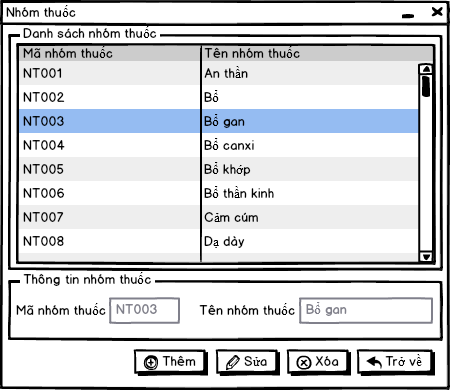 Nhóm thuốc
Danh sách nhóm thuốc
Mã nhóm thuốc Tên nhóm thuốc
NT001 An thần
NT002 Bổ
NT003 Bổ gan
NT004 Bổ canxi
NT005 Bổ khớp
NT006 Bổ thần kinh
NT007 Cảm cúm
NT008 Dạ dày
Thông tin nhóm thuốc
Mã nhóm thuốc NT003 Tên nhóm thuốc Bổ gan
Thêm Sửa Xóa Trở về